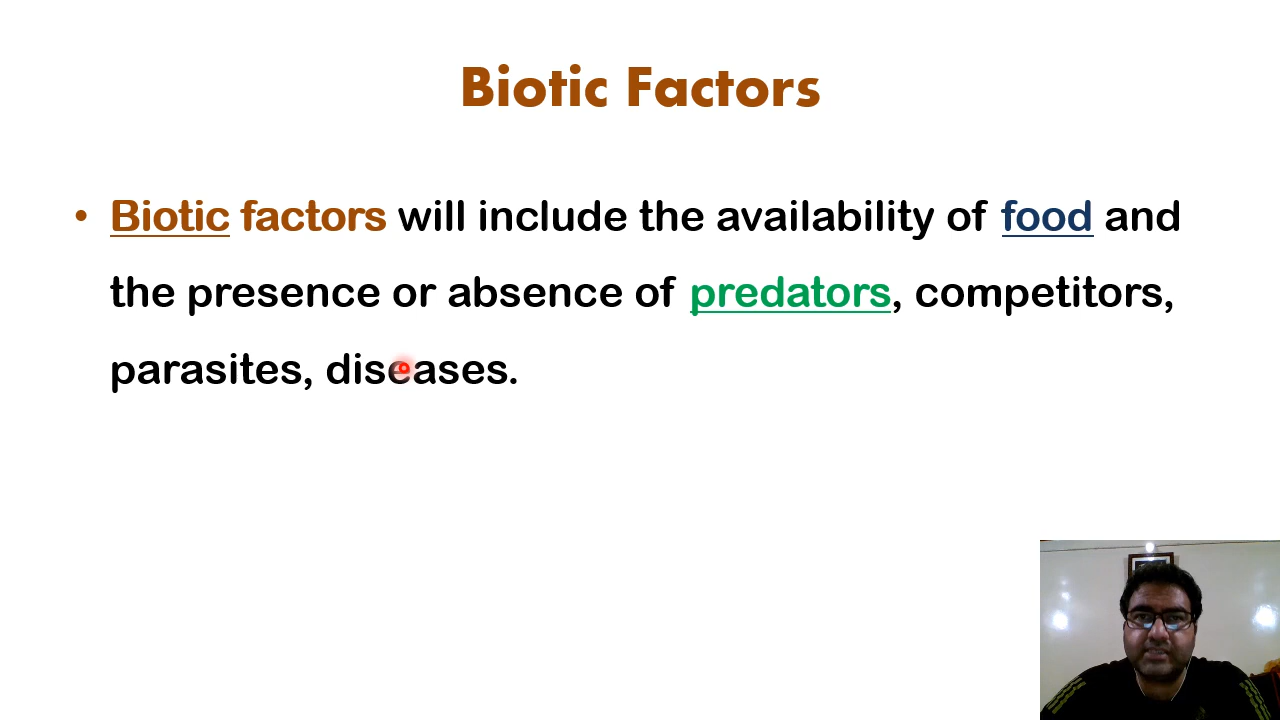 Biotic Factors
• Biotic factors will include the availability of food and
the presence or absence of predators, competitors,
parasites, diseases.